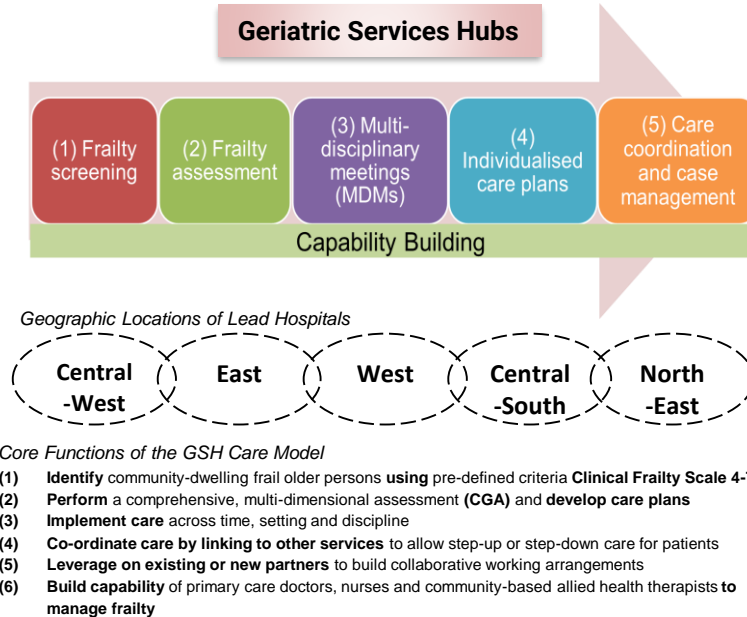 Geriatric Services Hubs
(1) Frailty
screening
(2) Frailty
assessment
(3) Multi-
disciplinary
meetings
(MDMs)
(4)
Individualised
care plans
(5) Care
coordination
and case
management
Capability Building
Geographic Locations of Lead Hospitals
Central
-West
East
West
Central
-South
North
-East
Core Functions of the GSH Care Model
(1) Identify community-dwelling frail older persons using pre-defined criteria Clinical Frailty Scale 4-
(2) Perform a comprehensive, multi-dimensional assessment (CGA) and develop care plans
(3) Implement care across time, setting and discipline
(4) Co-ordinate care by linking to other services to allow step-up or step-down care for patients
(5) Leverage on existing or new partners to build collaborative working arrangements
(6) Build capability of primary care doctors, nurses and community-based allied health therapists to
manage frailty